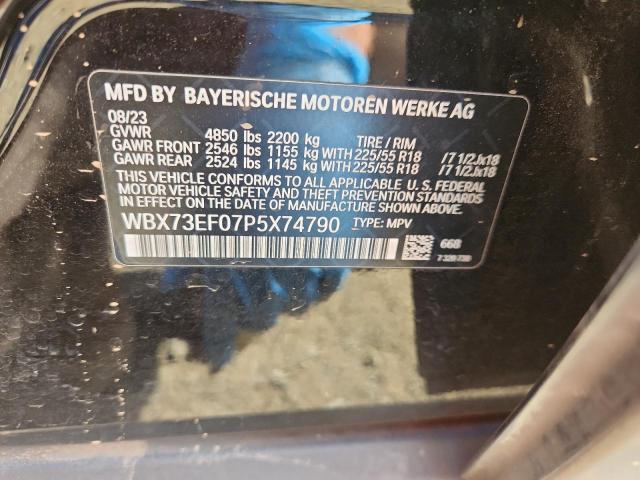 MFD BY BAYERISCHE MOTOREN WERKE AG
08/23
GVWR 4850 lbs 2200 kg TIRE / RIM
GAWR FRONT 2546 lbs 1155 kg WITH 225/55 R18 /7 1/2Jx18
GAWR REAR 2524 lbs 1145 kg WITH 225/55 R18 /7 1/2Jx18
THIS VEHICLE CONFORMS TO ALL APPLICABLE U. S. FEDERAL
MOTOR VEHICLE SAFETY AND THEFT PREVENTION STANDARDS
IN EFFECT ON THE DATE OF MANUFACTURE SHOWN ABOVE.
WBX73EF07P5X74790 TYPE: MPV
668
7 320 730